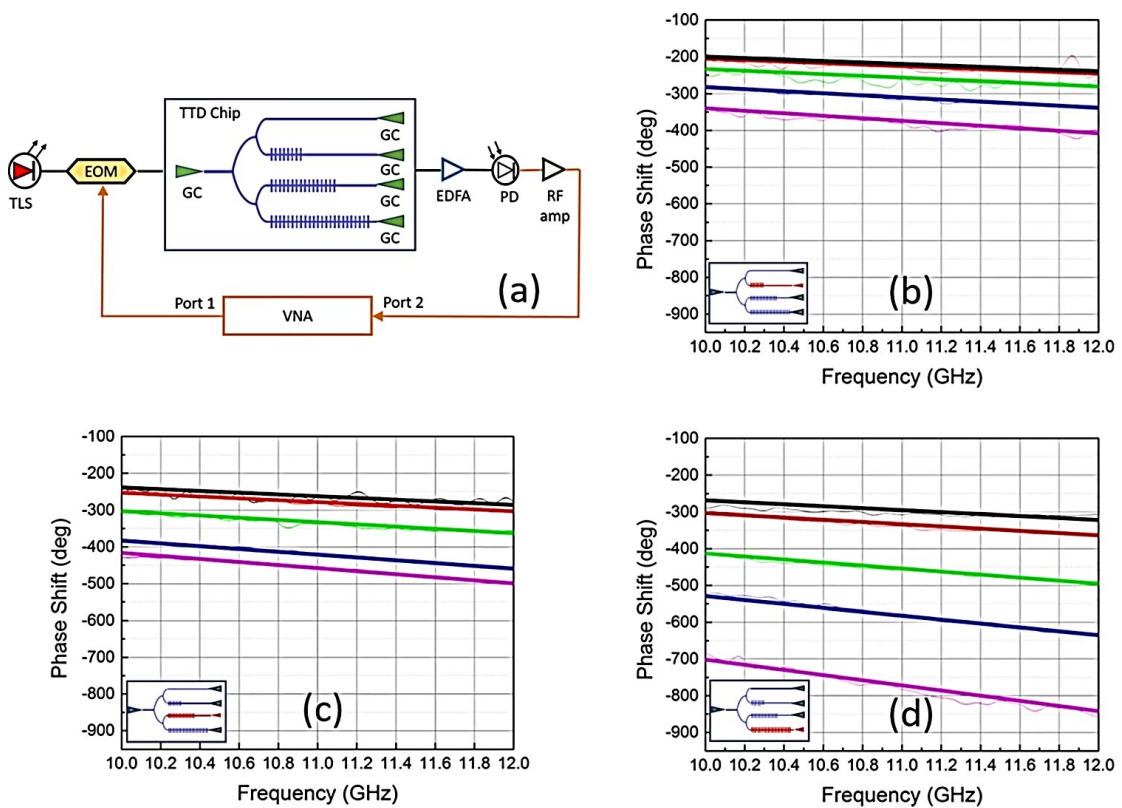 TTD Chip
GC
GC
GC
GC
GC
TLS
EOM
EDFA
PD
RF
amp
Port 1
VNA
Port 2
(a)
Phase Shift (deg)
-100
-200
-300
-400
-500
-600
-700
-800
-900
(b)
10.0 10.2 10.4 10.6 10.8 11.0 11.2 11.4 11.6 11.8 12.0
Frequency (GHz)
Phase Shift (deg)
-100
-200
-300
-400
-500
-600
-700
-800
-900
(c)
10.0 10.2 10.4 10.6 10.8 11.0 11.2 11.4 11.6 11.8 12.0
Frequency (GHz)
Phase Shift (deg)
-100
-200
-300
-400
-500
-600
-700
-800
-900
(d)
10.0 10.2 10.4 10.6 10.8 11.0 11.2 11.4 11.6 11.8 12.0
Frequency (GHz)